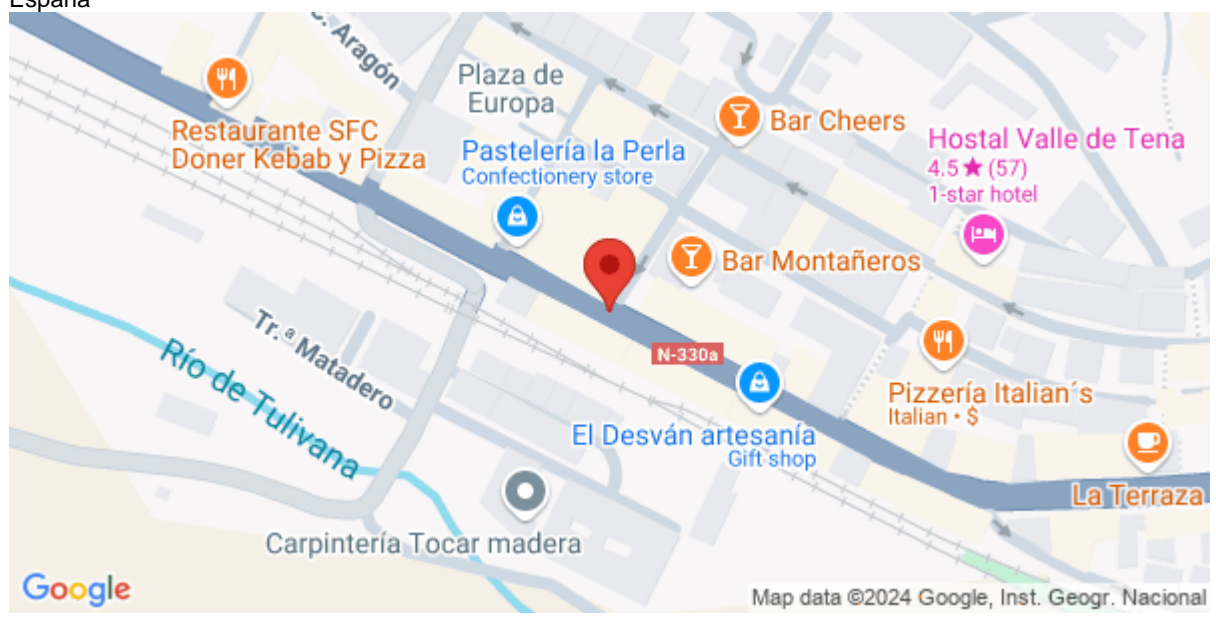 España
C. Aragón
Plaza de
Europa
Restaurante SFC
Doner Kebab y Pizza
Pastelería la Perla
Confectionery store
Bar Cheers
Hostal Valle de Tena
4.5★ (57)
1-star hotel
Bar Montañeros
Tr.ª Matadero
Río de Tulivana
N-330a
Pizzería Italian´s
Italian • $
El Desván artesanía
Gift shop
La Terraza
Carpintería Tocar madera
Google
Map data ©2024 Google, Inst. Geogr. Nacional